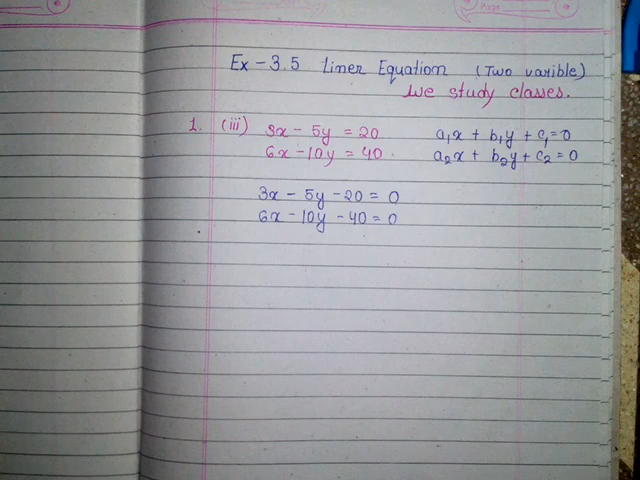 Page
Ex - 3.5 Liner Equation (Two varible)
We study classes.
1. (iii) 3x - 5y = 20 a₁x + b₁y + c₁=0
6x - 10y = 40. a₂x + b₂y + c₂ = 0
3x - 5y - 20 = 0
6x - 10y - 40 = 0